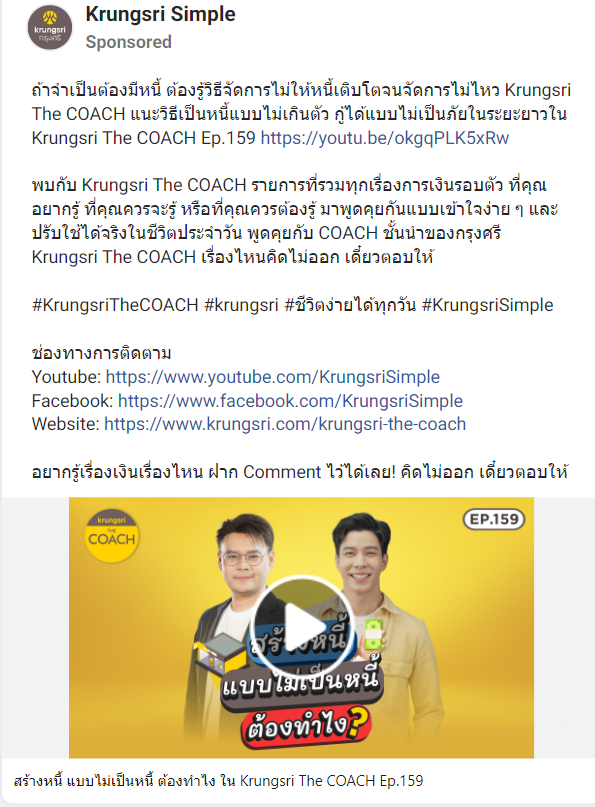 Krungsri Simple
krungsri
กรุงศรี
Sponsored
ถ้าจำเป็นต้องมีหนี้ ต้องรู้วิธีจัดการไม่ให้หนี้เติบโตจนจัดการไม่ไหว Krungsri
The COACH แนะวิธีเป็นหนี้แบบไม่เกินตัว กู้ได้แบบไม่เป็นภัยในระยะยาวใน
Krungsri The COACH Ep.159 https://youtu.be/okgqPLK5xRw
พบกับ Krungsri The COACH รายการที่รวมทุกเรื่องการเงินรอบตัว ที่คุณ
อยากรู้ ที่คุณควรจะรู้ หรือที่คุณควรต้องรู้ มาพูดคุยกันแบบเข้าใจง่าย ๆ และ
ปรับใช้ได้จริงในชีวิตประจำวัน พูดคุยกับ COACH ชั้นนำของกรุงศรี
Krungsri The COACH เรื่องไหนคิดไม่ออก เดี๋ยวตอบให้
#KrungsriTheCOACH #krungsri #ชีวิตง่ายได้ทุกวัน #KrungsriSimple
ช่องทางการติดตาม
Youtube: https://www.youtube.com/KrungsriSimple
Facebook: https://www.facebook.com/KrungsriSimple
Website: https://www.krungsri.com/krungsri-the-coach
อยากรู้เรื่องเงินเรื่องไหน ฝาก Comment ไว้ได้เลย! คิดไม่ออก เดี๋ยวตอบให้
krungsri
THE
COACH
EP.159
สร้างหนี้
แบบไม่เป็นหนี้
ต้องทำไง?
สร้างหนี้ แบบไม่เป็นหนี้ ต้องทำไง ใน Krungsri The COACH Ep.159